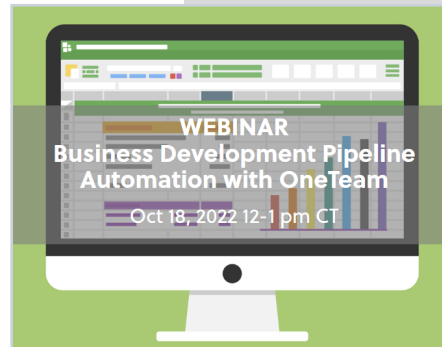 WEBINAR
Business Development Pipeline
Automation with OneTeam
Oct 18, 2022 12-1 pm CT